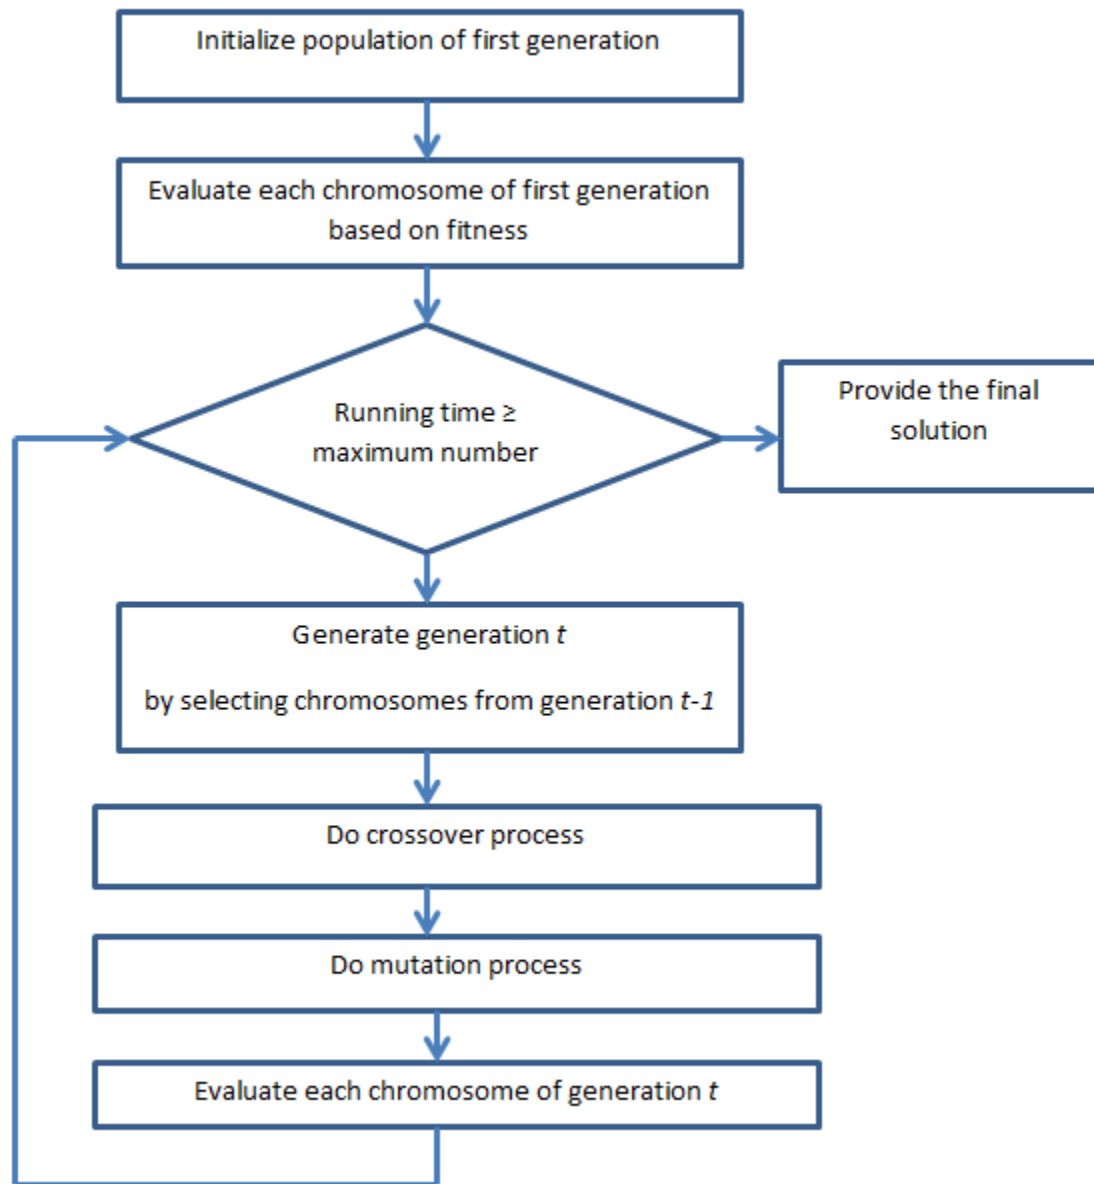 Initialize population of first generation
Evaluate each chromosome of first generation
based on fitness
Running time ≥
maximum number
Provide the final
solution
Generate generation t
by selecting chromosomes from generation t-1
Do crossover process
Do mutation process
Evaluate each chromosome of generation t